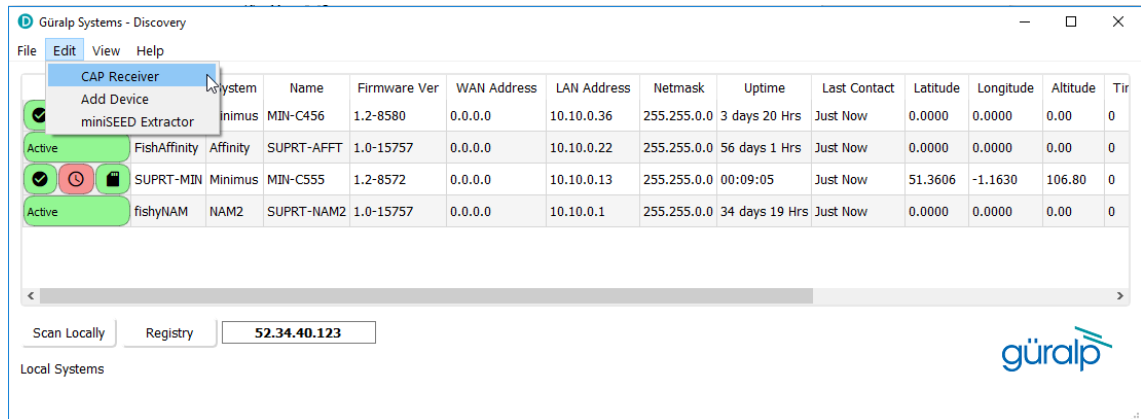 Güralp Systems - Discovery
File Edit View Help
CAP Receiver
Add Device
miniSEED Extractor
ystem Name Firmware Ver WAN Address LAN Address Netmask Uptime Last Contact Latitude Longitude Altitude Tir
inimus MIN-C456 1.2-8580 0.0.0.0 10.10.0.36 255.255.0.0 3 days 20 Hrs Just Now 0.0000 0.0000 0.00 0
Active FishAffinity Affinity SUPRT-AFFT 1.0-15757 0.0.0.0 10.10.0.22 255.255.0.0 56 days 1 Hrs Just Now 0.0000 0.0000 0.00 0
SUPRT-MIN Minimus MIN-C555 1.2-8572 0.0.0.0 10.10.0.13 255.255.0.0 00:09:05 Just Now 51.3606 -1.1630 106.80 0
Active fishyNAM NAM2 SUPRT-NAM2 1.0-15757 0.0.0.0 10.10.0.1 255.255.0.0 34 days 19 Hrs Just Now 0.0000 0.0000 0.00 0
Scan Locally Registry 52.34.40.123
güralp
Local Systems